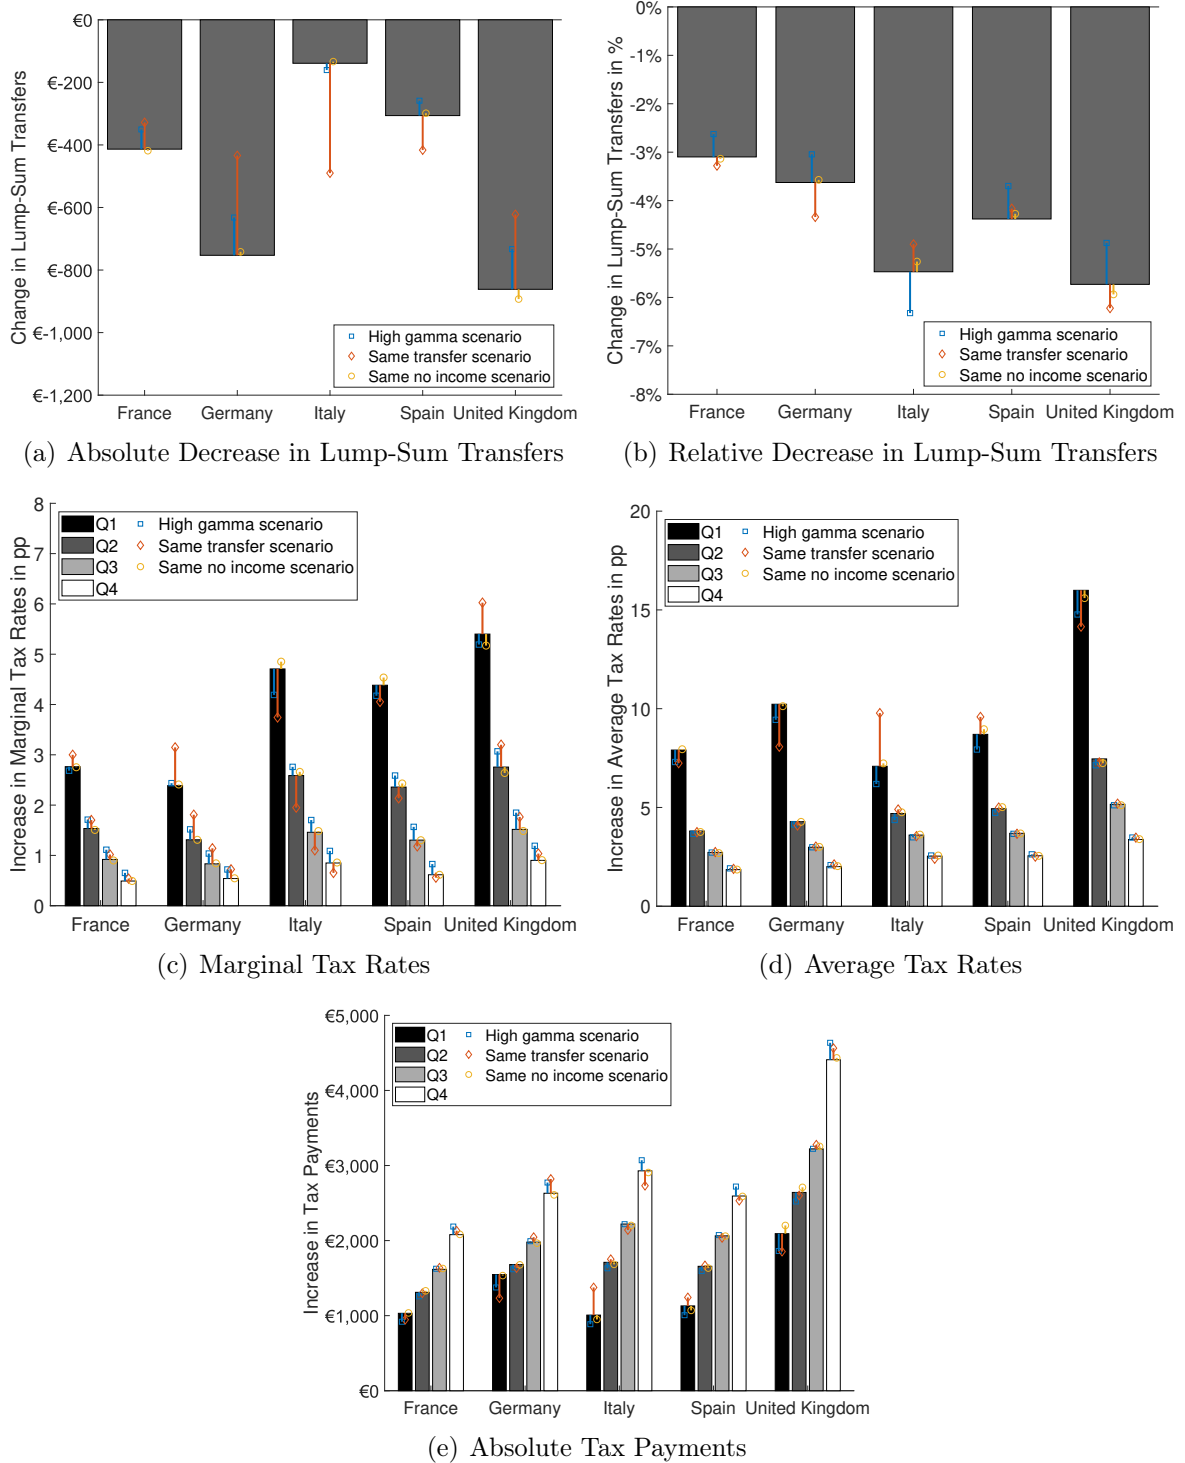 €0
€-200
€-400
€-600
€-800
€-1,000
€-1,200
Change in Lump-Sum Transfers
High gamma scenario
Same transfer scenario
Same no income scenario
France Germany Italy Spain United Kingdom
(a) Absolute Decrease in Lump-Sum Transfers
0%
-1%
-2%
-3%
-4%
-5%
-6%
-7%
-8%
Change in Lump-Sum Transfers in %
High gamma scenario
Same transfer scenario
Same no income scenario
France Germany Italy Spain United Kingdom
(b) Relative Decrease in Lump-Sum Transfers
8
7
6
5
4
3
2
1
0
Increase in Marginal Tax Rates in pp
Q1 High gamma scenario
Q2 Same transfer scenario
Q3 Same no income scenario
Q4
France Germany Italy Spain United Kingdom
(c) Marginal Tax Rates
20
15
10
5
0
Increase in Average Tax Rates in pp
Q1 High gamma scenario
Q2 Same transfer scenario
Q3 Same no income scenario
Q4
France Germany Italy Spain United Kingdom
(d) Average Tax Rates
€5,000
€4,000
€3,000
€2,000
€1,000
€0
Increase in Tax Payments
Q1 High gamma scenario
Q2 Same transfer scenario
Q3 Same no income scenario
Q4
France Germany Italy Spain United Kingdom
(e) Absolute Tax Payments